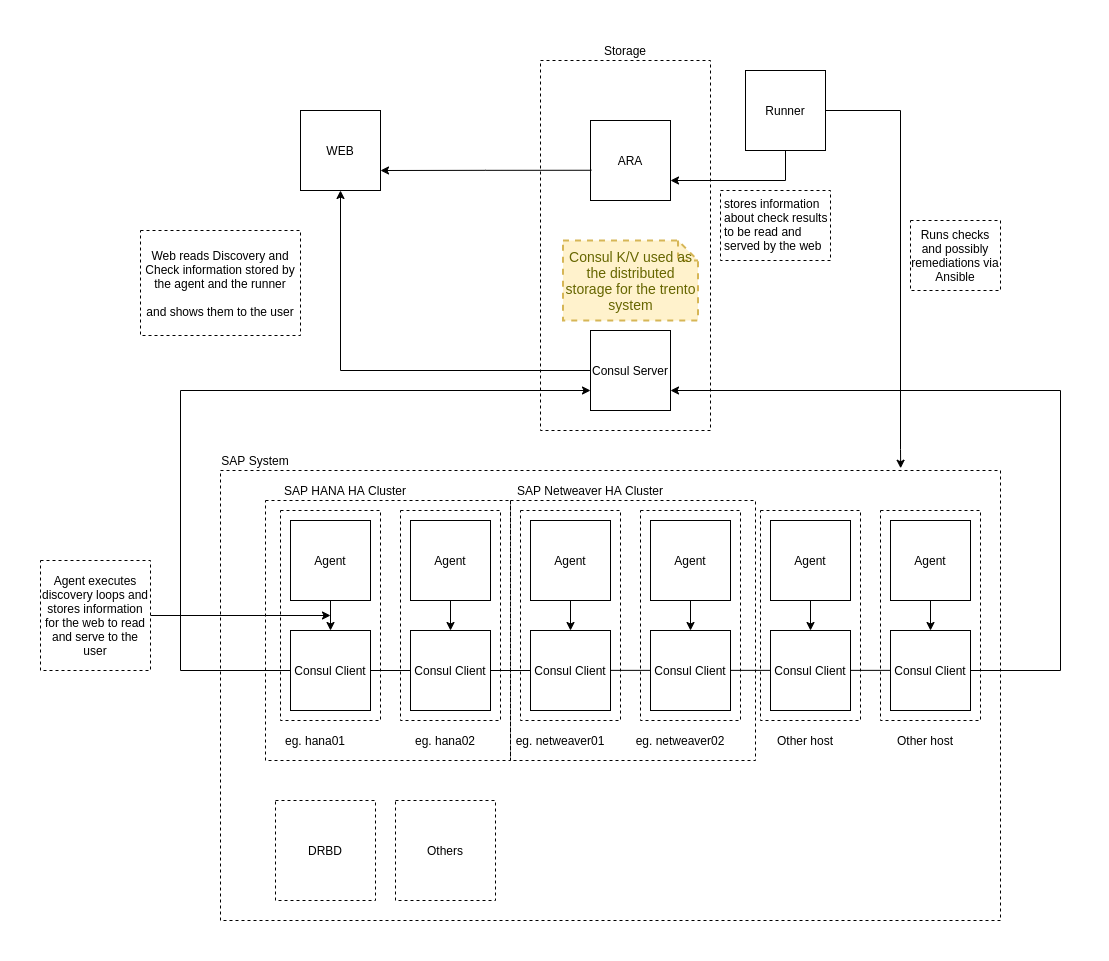 Storage
Runner
WEB
ARA
stores information
about check results
to be read and
served by the web
Runs checks
and possibly
remediations via
Ansible
Web reads Discovery and
Check information stored by
the agent and the runner
and shows them to the user
Consul K/V used as
the distributed
storage for the trento
system
Consul Server
SAP System
SAP HANA HA Cluster
SAP Netweaver HA Cluster
Agent
Agent
Agent
Agent
Agent
Agent
Agent executes
discovery loops and
stores information
for the web to read
and serve to the
user
Consul Client
Consul Client
Consul Client
Consul Client
Consul Client
Consul Client
eg. hana01
eg. hana02
eg. netweaver01
eg. netweaver02
Other host
Other host
DRBD
Others